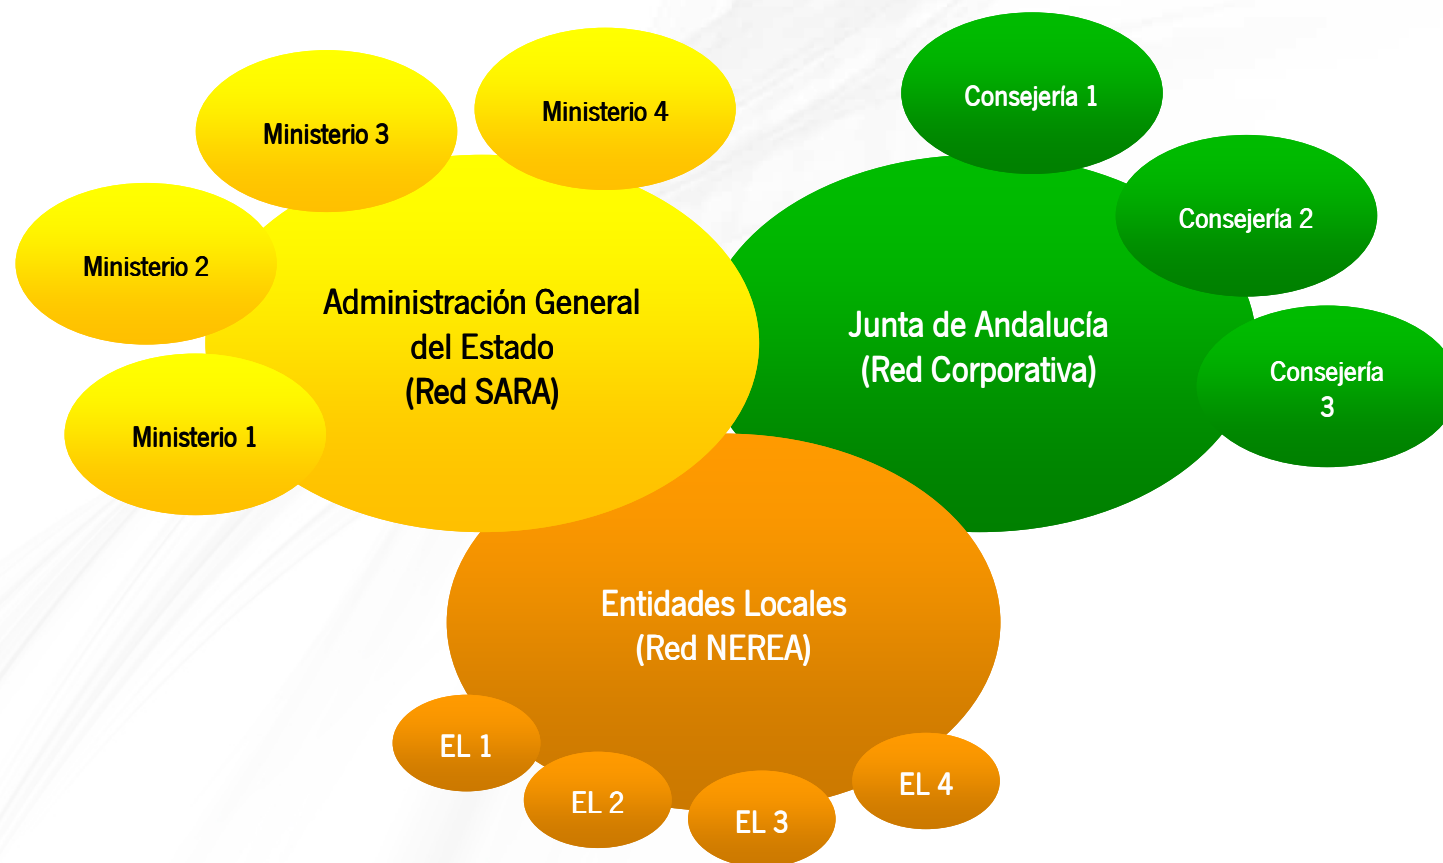 Ministerio 4
Ministerio 3
Ministerio 2
Ministerio 1
Administración General
del Estado
(Red SARA)
Consejería 1
Consejería 2
Consejería
3
Junta de Andalucía
(Red Corporativa)
Entidades Locales
(Red NEREA)
EL 1
EL 2
EL 3
EL 4